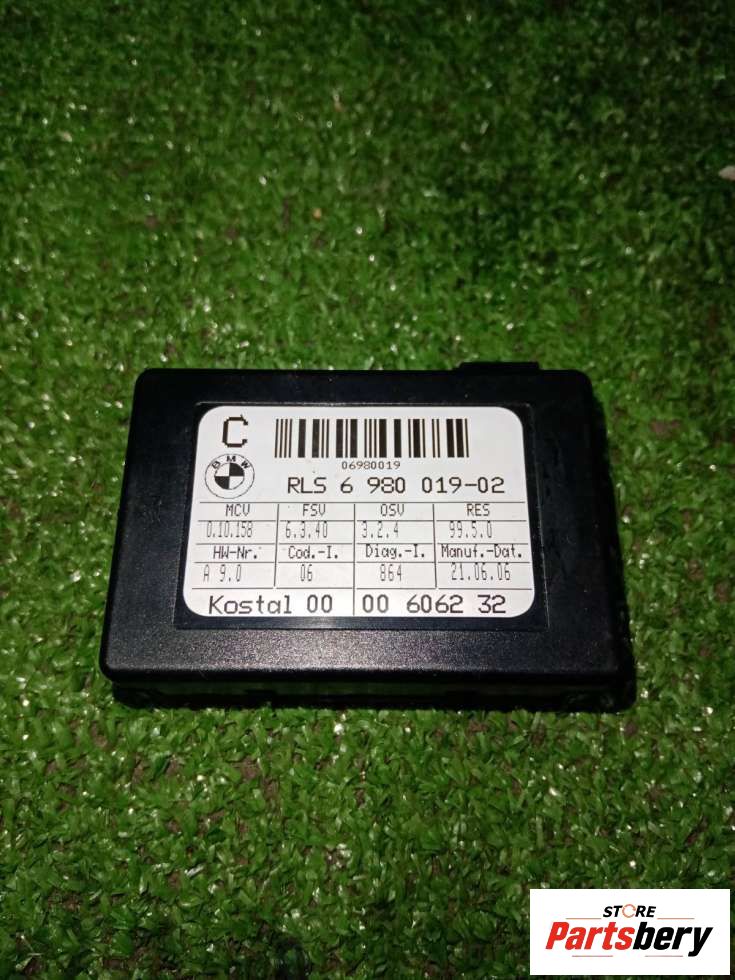 C
BMW
06980019
RLS 6 980 019-02
MCV FSV OSV RES
0.10.158 6.3.40 3.2.4 99.5.0
HW-Nr. Cod.-I. Diag.-I. Manuf.-Dat.
A 9.0 06 864 21.06.06
Kostal 00 00 606232
STORE
Partsbery